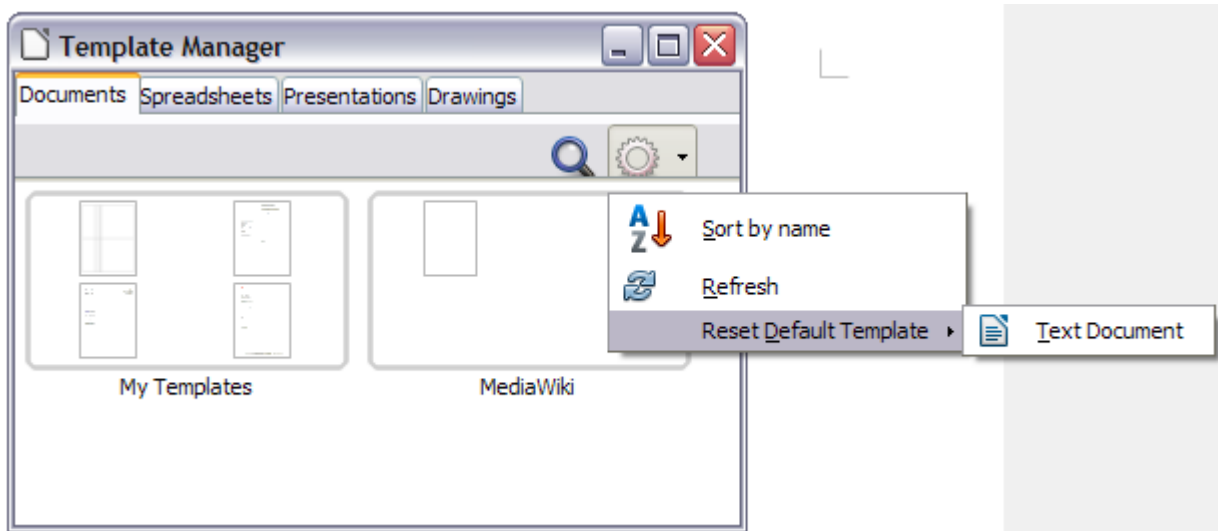 Template Manager
Documents Spreadsheets Presentations Drawings
A
Z
Sort by name
Refresh
Reset Default Template
Text Document
My Templates
MediaWiki